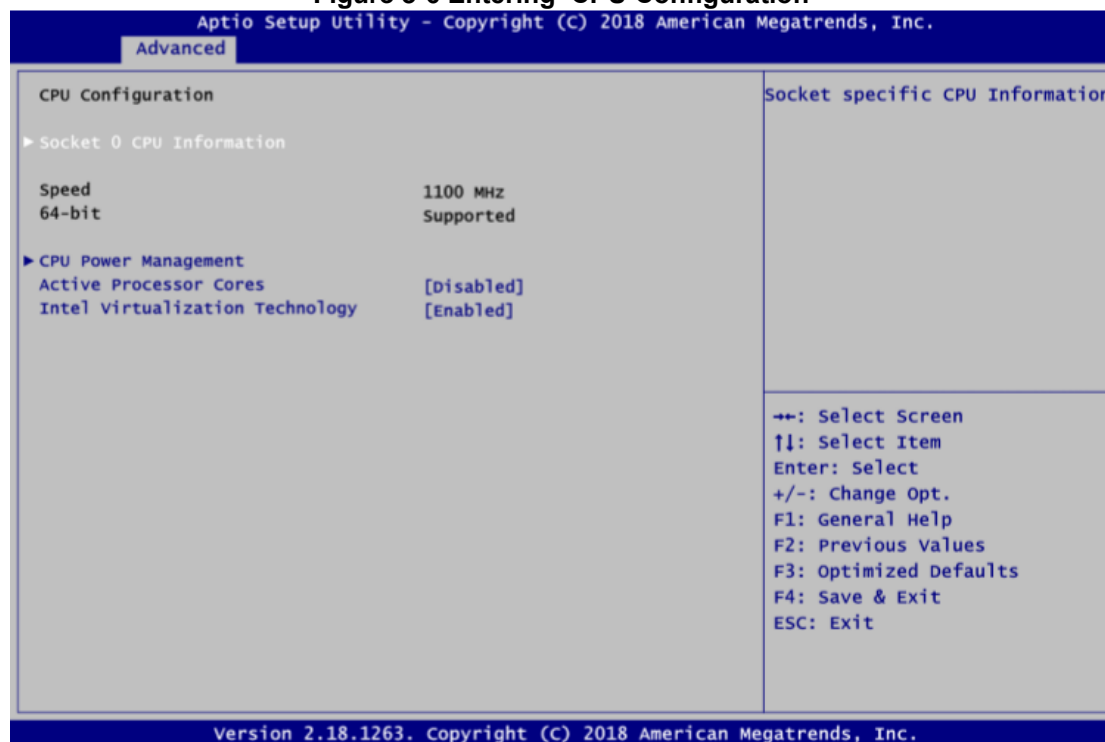 Entering CPU Configuration
Aptio Setup Utility - Copyright (C) 2018 American Megatrends, Inc.
Advanced
CPU Configuration
Socket specific CPU Information
► Socket 0 CPU Information
Speed 1100 MHz
64-bit Supported
► CPU Power Management
Active Processor Cores [Disabled]
Intel Virtualization Technology [Enabled]
→←: Select Screen
↑↓: Select Item
Enter: Select
+/-: Change Opt.
F1: General Help
F2: Previous Values
F3: Optimized Defaults
F4: Save & Exit
ESC: Exit
Version 2.18.1263. Copyright (C) 2018 American Megatrends, Inc.